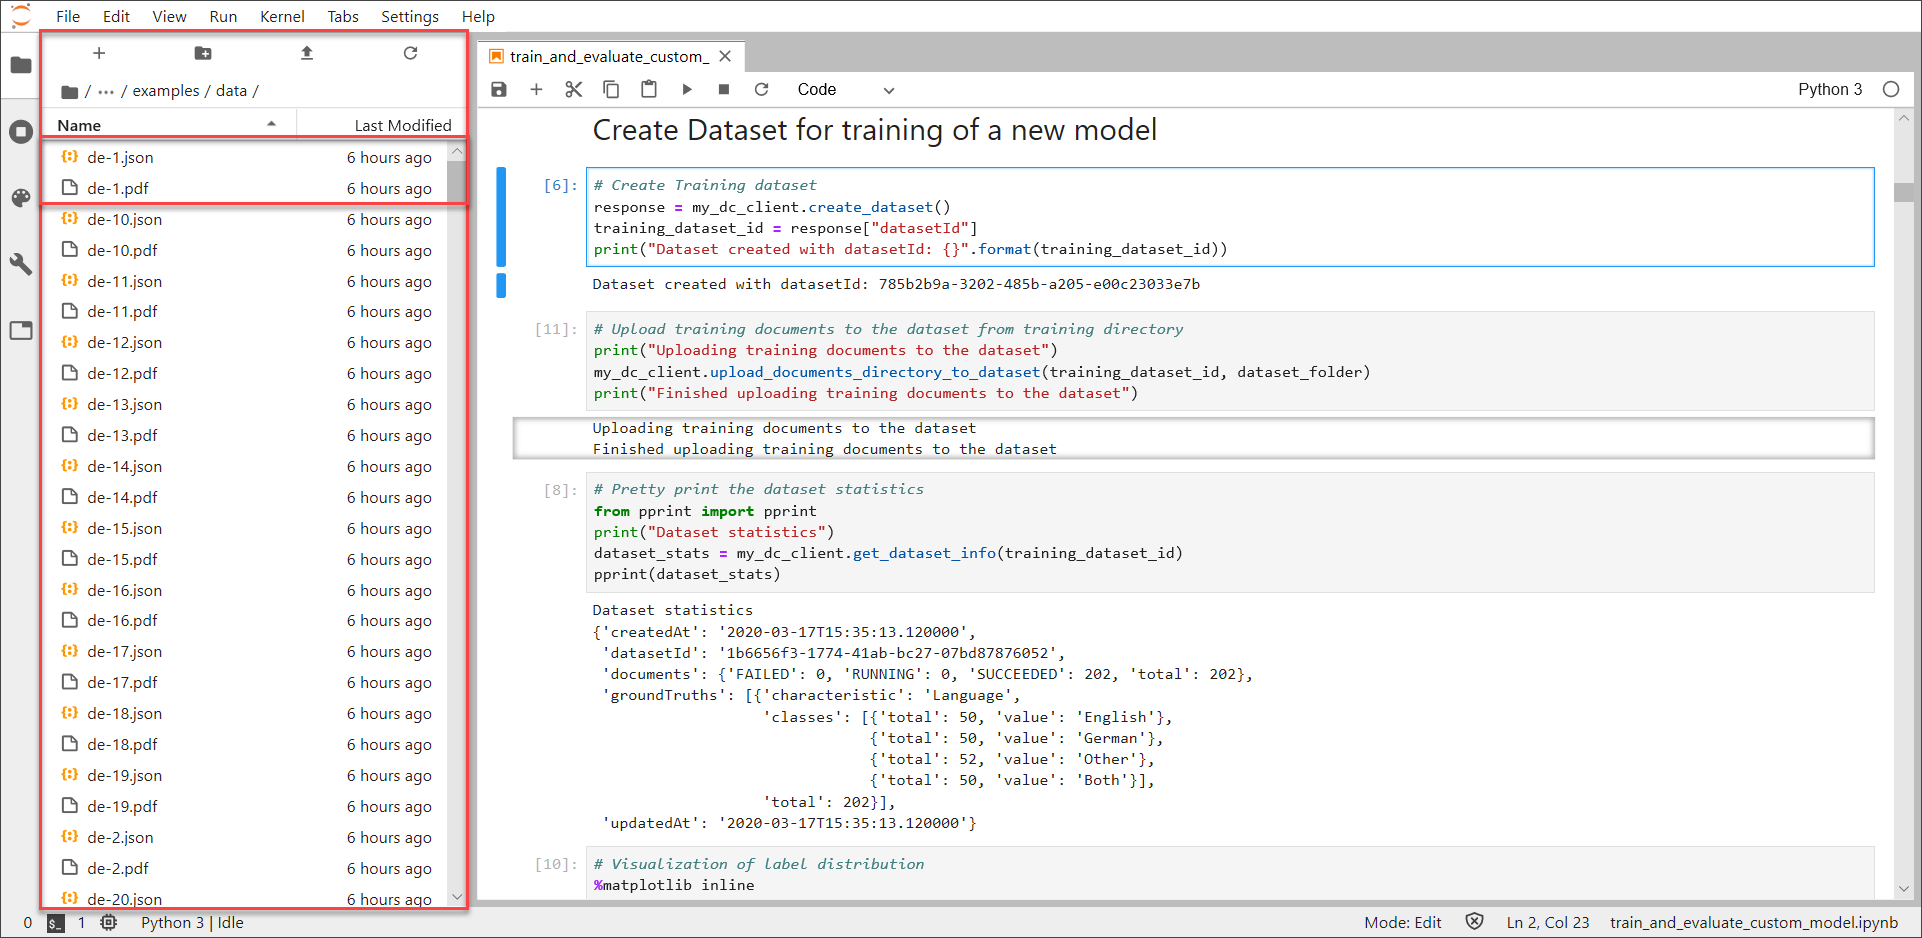 File Edit View Run Kernel Tabs Settings Help
/ ··· / examples / data /
Name Last Modified
de-1.json 6 hours ago
de-1.pdf 6 hours ago
de-10.json 6 hours ago
de-10.pdf 6 hours ago
de-11.json 6 hours ago
de-11.pdf 6 hours ago
de-12.json 6 hours ago
de-12.pdf 6 hours ago
de-13.json 6 hours ago
de-13.pdf 6 hours ago
de-14.json 6 hours ago
de-14.pdf 6 hours ago
de-15.json 6 hours ago
de-15.pdf 6 hours ago
de-16.json 6 hours ago
de-16.pdf 6 hours ago
de-17.json 6 hours ago
de-17.pdf 6 hours ago
de-18.json 6 hours ago
de-18.pdf 6 hours ago
de-19.json 6 hours ago
de-19.pdf 6 hours ago
de-2.json 6 hours ago
de-2.pdf 6 hours ago
de-20.json 6 hours ago
train_and_evaluate_custom_
Code Python 3
Create Dataset for training of a new model
[6]: # Create Training dataset
response = my_dc_client.create_dataset()
training_dataset_id = response["datasetId"]
print("Dataset created with datasetId: {}".format(training_dataset_id))
Dataset created with datasetId: 785b2b9a-3202-485b-a205-e00c23033e7b
[11]: # Upload training documents to the dataset from training directory
print("Uploading training documents to the dataset")
my_dc_client.upload_documents_directory_to_dataset(training_dataset_id, dataset_folder)
print("Finished uploading training documents to the dataset")
Uploading training documents to the dataset
Finished uploading training documents to the dataset
[8]: # Pretty print the dataset statistics
from pprint import pprint
print("Dataset statistics")
dataset_stats = my_dc_client.get_dataset_info(training_dataset_id)
pprint(dataset_stats)
Dataset statistics
{'createdAt': '2020-03-17T15:35:13.120000',
'datasetId': '1b6656f3-1774-41ab-bc27-07bd87876052',
'documents': {'FAILED': 0, 'RUNNING': 0, 'SUCCEEDED': 202, 'total': 202},
'groundTruths': [{'characteristic': 'Language',
'classes': [{'total': 50, 'value': 'English'},
{'total': 50, 'value': 'German'},
{'total': 52, 'value': 'Other'},
{'total': 50, 'value': 'Both'}],
'total': 202}],
'updatedAt': '2020-03-17T15:35:13.120000'}
[10]: # Visualization of label distribution
%matplotlib inline
0 $_ 1 Python 3 | Idle Mode: Edit Ln 2, Col 23 train_and_evaluate_custom_model.ipynb